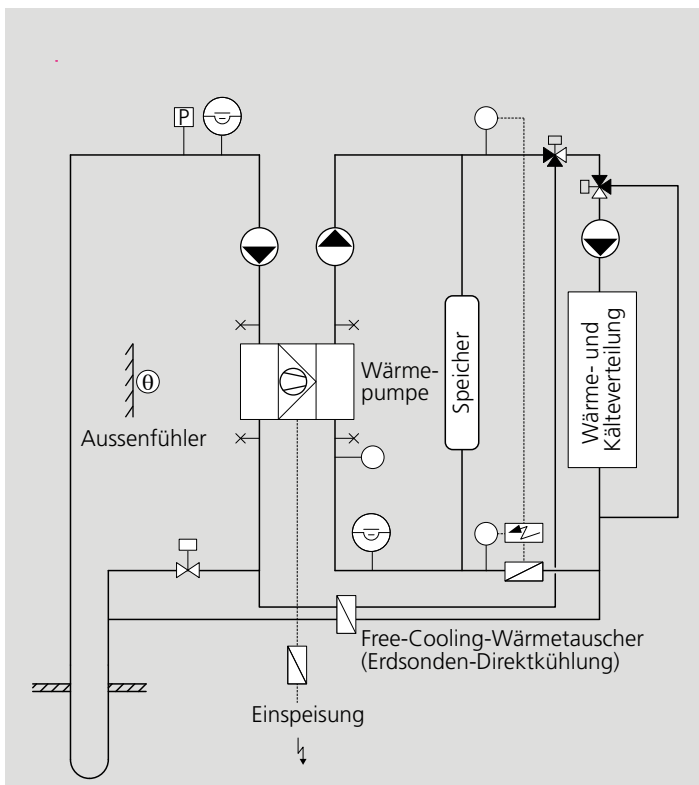 P
θ
Aussenfühler
Wärme-
pumpe
Speicher
Wärme- und
Kälteverteilung
Free-Cooling-Wärmetauscher
(Erdsonden-Direktkühlung)
Einspeisung